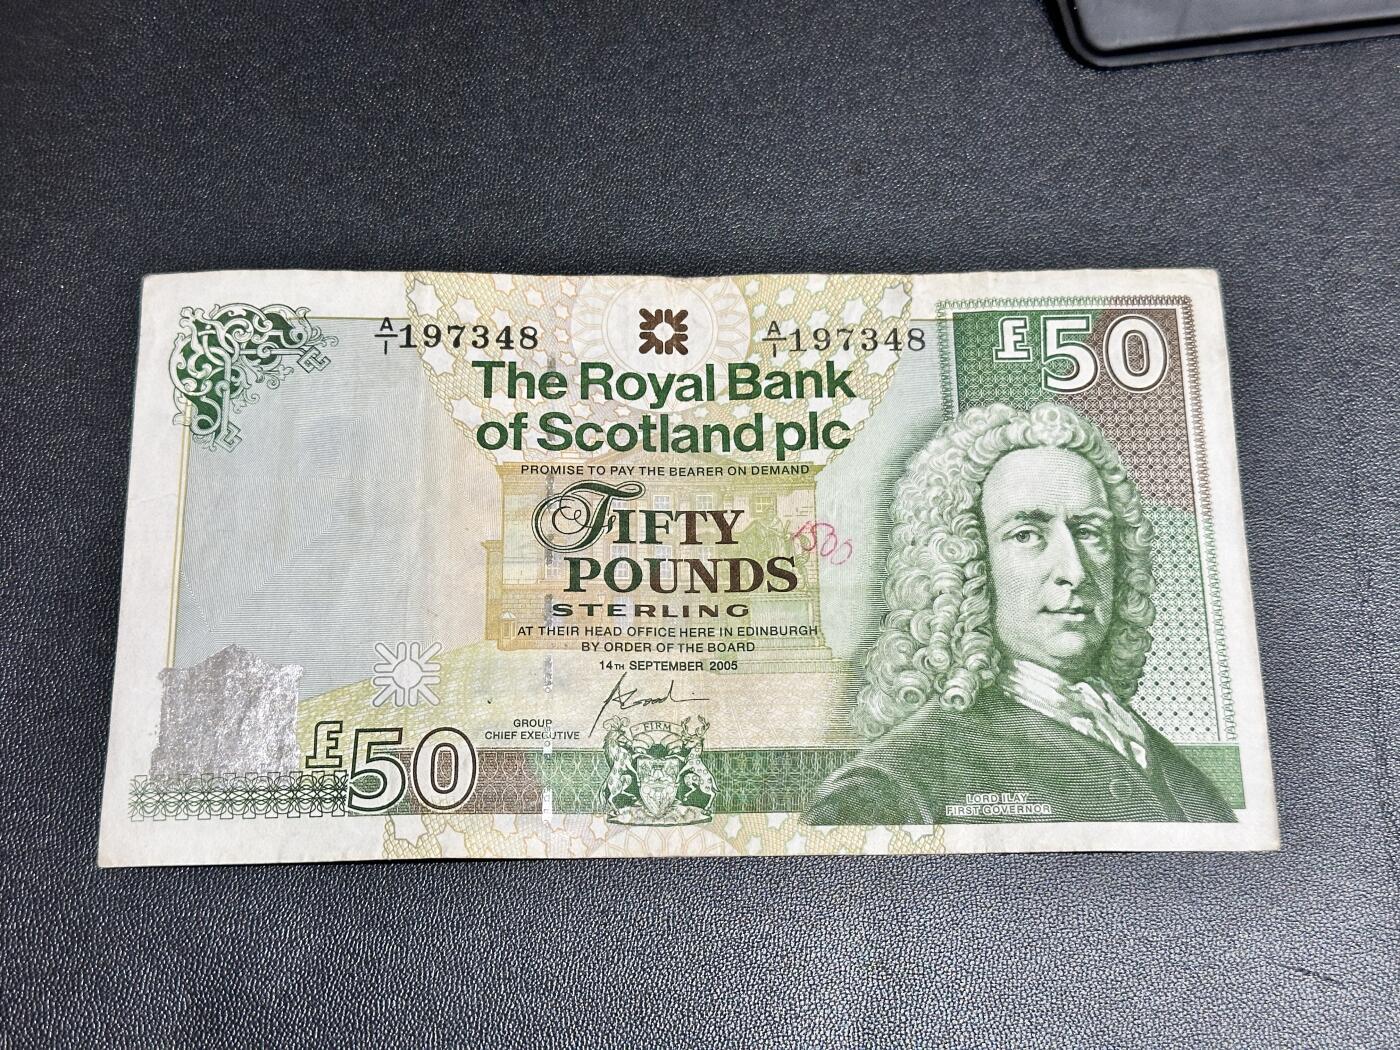 A/1 197348
A/1 197348
£50
The Royal Bank
of Scotland plc
PROMISE TO PAY THE BEARER ON DEMAND
FIFTY
POUNDS
STERLING
AT THEIR HEAD OFFICE HERE IN EDINBURGH
BY ORDER OF THE BOARD
14TH SEPTEMBER 2005
GROUP
CHIEF EXECUTIVE
FIRM
£50
LORD ILAY
FIRST GOVERNOR